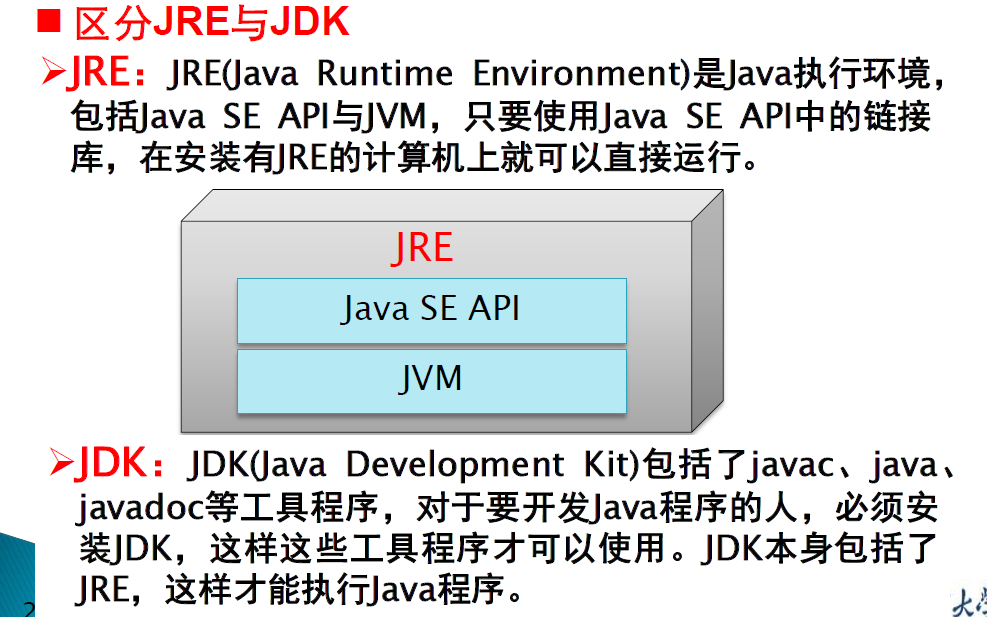 区分JRE与JDK
JRE：JRE(Java Runtime Environment)是Java执行环境，
包括Java SE API与JVM，只要使用Java SE API中的链接
库，在安装有JRE的计算机上就可以直接运行。
JRE
Java SE API
JVM
JDK：JDK(Java Development Kit)包括了javac、java、
javadoc等工具程序，对于要开发Java程序的人，必须安
装JDK，这样这些工具程序才可以使用。JDK本身包括了
JRE，这样才能执行Java程序。
2